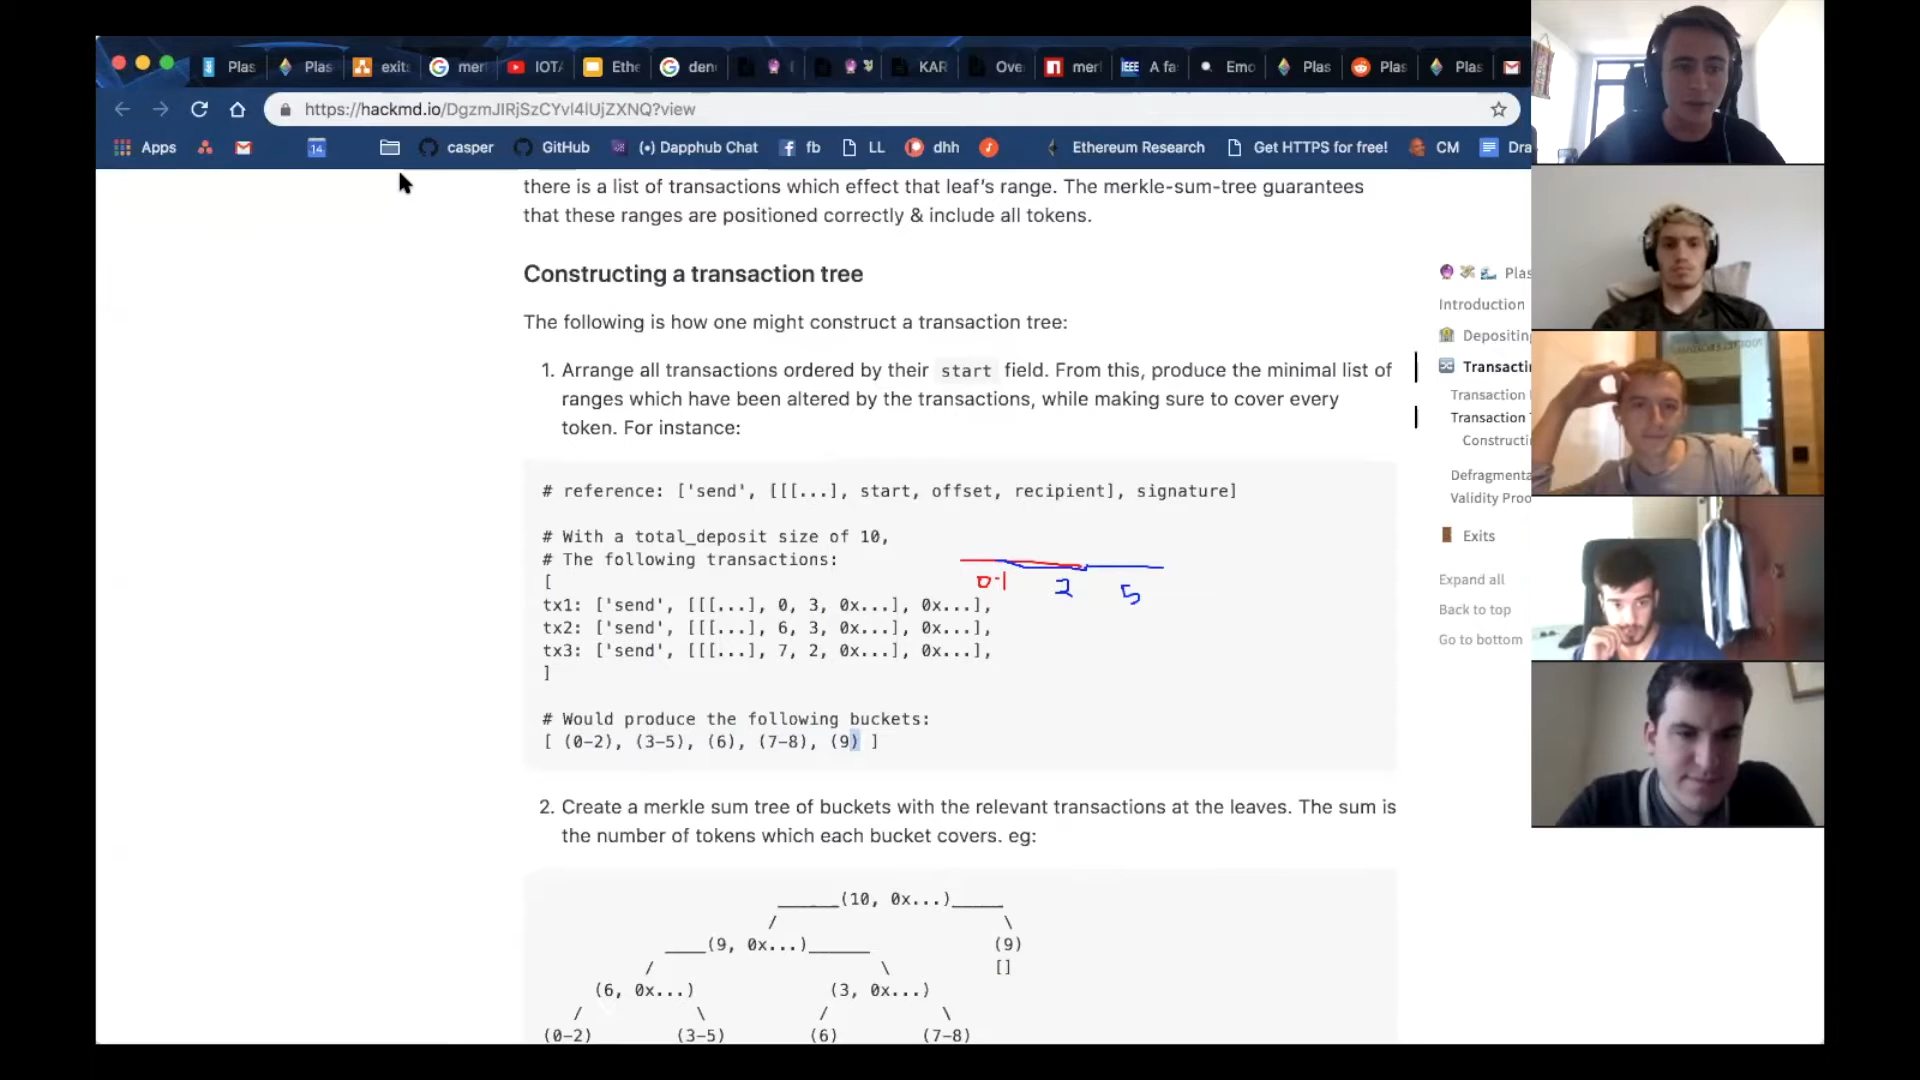 Plas
Plas
exit
mer
IOTA
Ethe
den
KAR
Ove
mer
IEEE A fa
Emo
Plas
Plas
Plas
https://hackmd.io/DgzmJIRjSzCYvl4lUjZXNQ?view
Apps
14
casper
GitHub
(•) Dapphub Chat
fb
LL
dhh
Ethereum Research
Get HTTPS for free!
CM
Dra
there is a list of transactions which effect that leaf's range. The merkle-sum-tree guarantees
that these ranges are positioned correctly & include all tokens.
Constructing a transaction tree
The following is how one might construct a transaction tree:
1. Arrange all transactions ordered by their start field. From this, produce the minimal list of
ranges which have been altered by the transactions, while making sure to cover every
token. For instance:
# reference: ['send', [[[...], start, offset, recipient], signature]
# With a total_deposit size of 10,
# The following transactions:
[
tx1: ['send', [[[...], 0, 3, 0x...], 0x...],
tx2: ['send', [[[...], 6, 3, 0x...], 0x...],
tx3: ['send', [[[...], 7, 2, 0x...], 0x...],
]
0-1 2 5
# Would produce the following buckets:
[ (0-2), (3-5), (6), (7-8), (9) ]
2. Create a merkle sum tree of buckets with the relevant transactions at the leaves. The sum is
the number of tokens which each bucket covers. eg:
______(10, 0x...)_____
/ \
____(9, 0x...)______ (9)
/ \ []
(6, 0x...) (3, 0x...)
/ \ / \
(0-2) (3-5) (6) (7-8)
Plas
Introduction
Depositing
Transacti
Transaction
Transaction
Constructi
Defragmenta
Validity Proo
Exits
Expand all
Back to top
Go to bottom